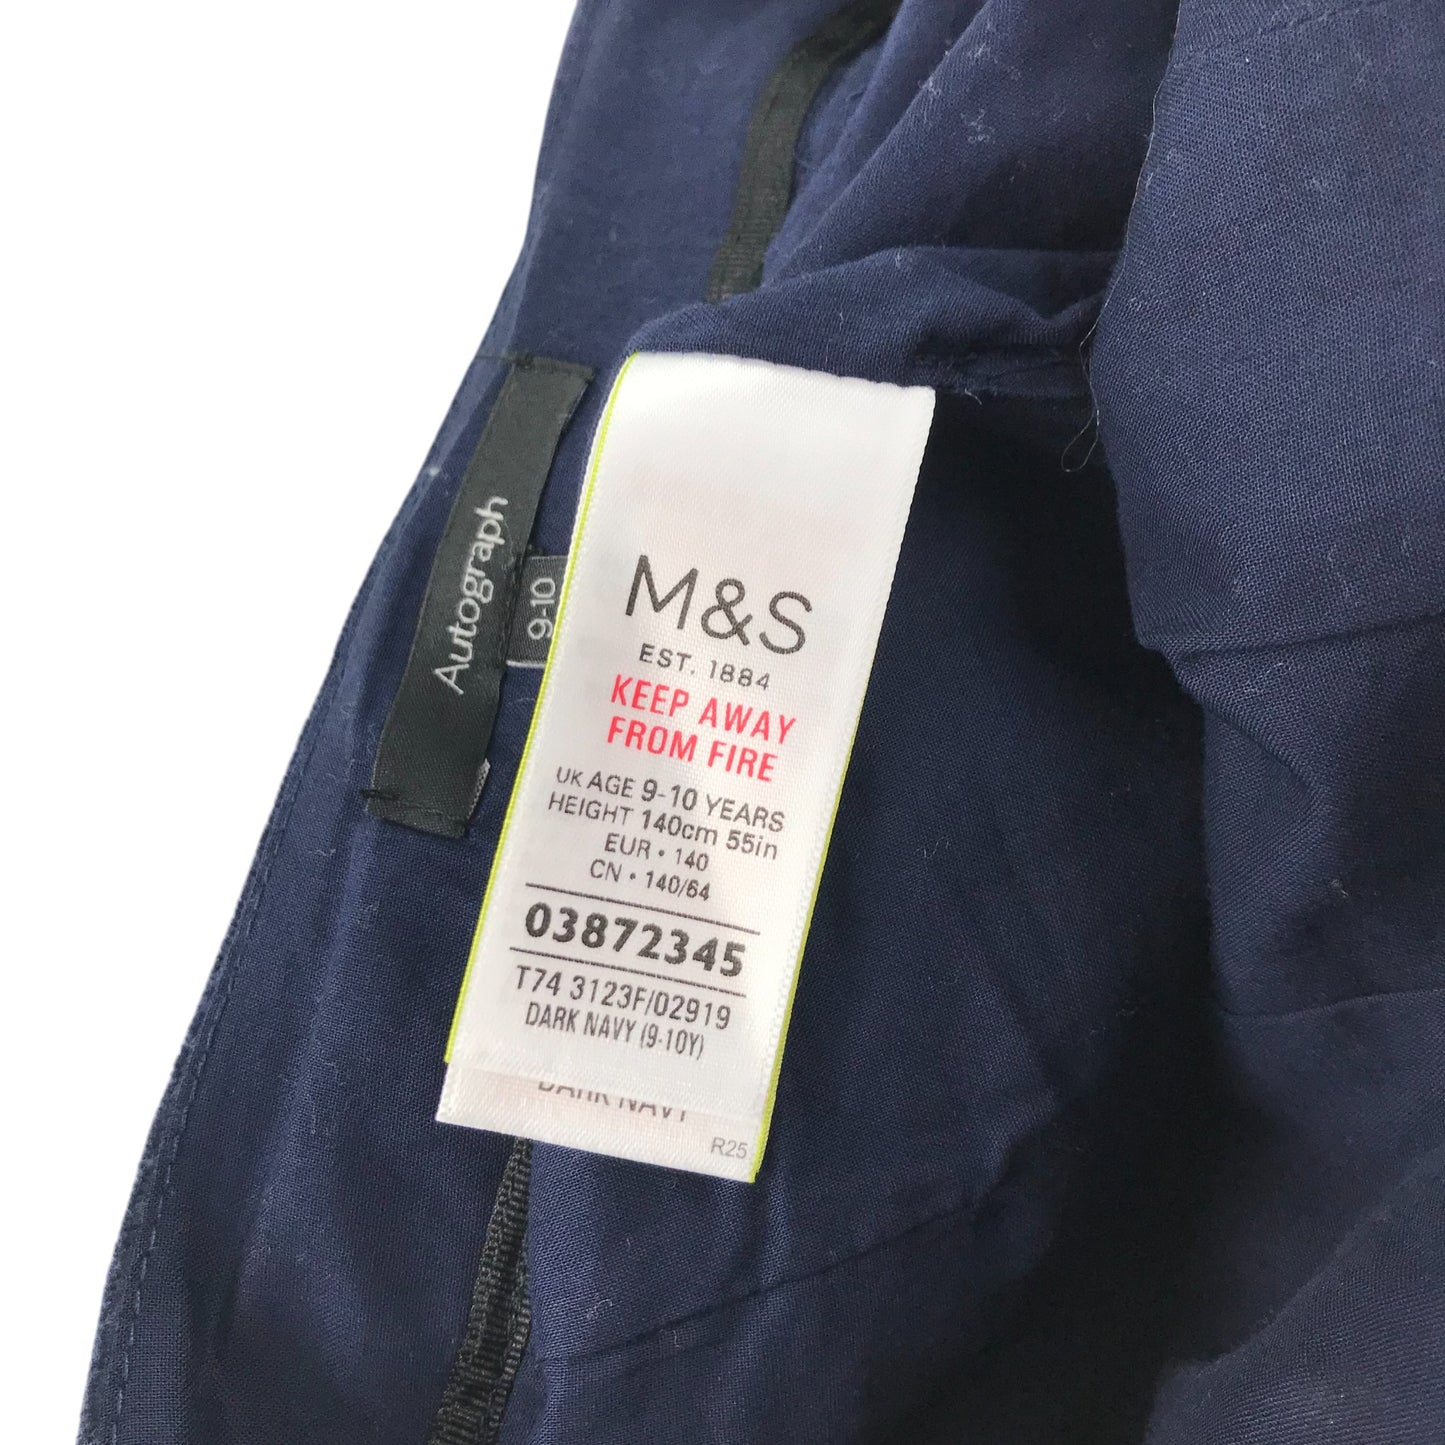 Autograph
9-10
M&S
EST. 1884
KEEP AWAY
FROM FIRE
UK AGE 9-10 YEARS
HEIGHT 140cm 55in
EUR • 140
CN • 140/64
03872345
T74 3123F/02919
DARK NAVY (9-10Y)
DARK NAVY
R25